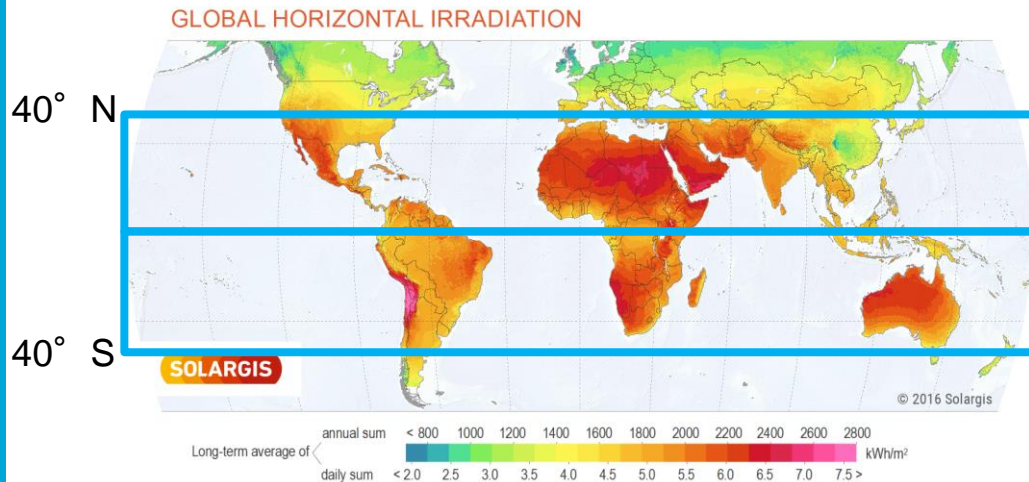 GLOBAL HORIZONTAL IRRADIATION
40° N
40° S
SOLARGIS
© 2016 Solargis
annual sum < 800 1000 1200 1400 1600 1800 2000 2200 2400 2600 2800
Long-term average of kWh/m²
daily sum < 2.0 2.5 3.0 3.5 4.0 4.5 5.0 5.5 6.0 6.5 7.0 7.5 >